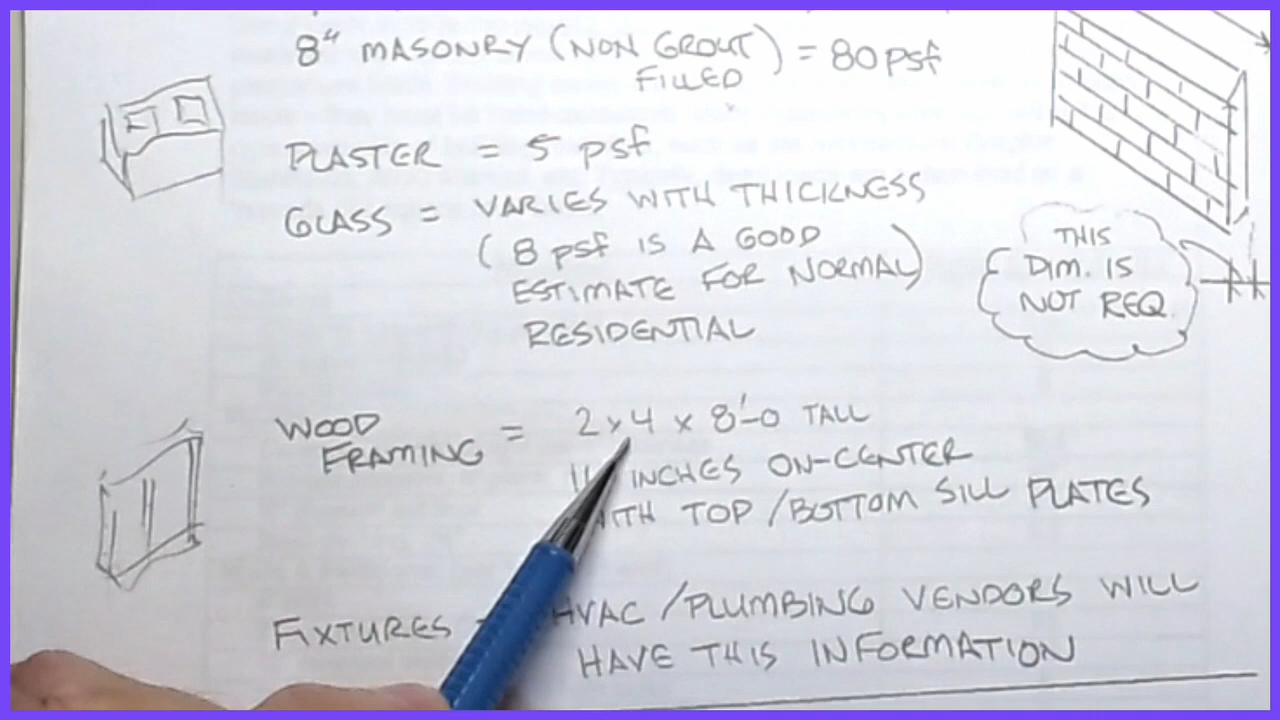 8" MASONRY (NON GROUT FILLED) = 80 psf
PLASTER = 5 psf
GLASS = VARIES WITH THICKNESS
(8 psf IS A GOOD
ESTIMATE FOR NORMAL)
RESIDENTIAL
THIS
DIM. IS
NOT REQ.
WOOD FRAMING = 2x4 x 8'-0 TALL
INCHES ON-CENTER
TOP/BOTTOM SILL PLATES
FIXTURES - HVAC/PLUMBING VENDORS WILL
HAVE THIS INFORMATION